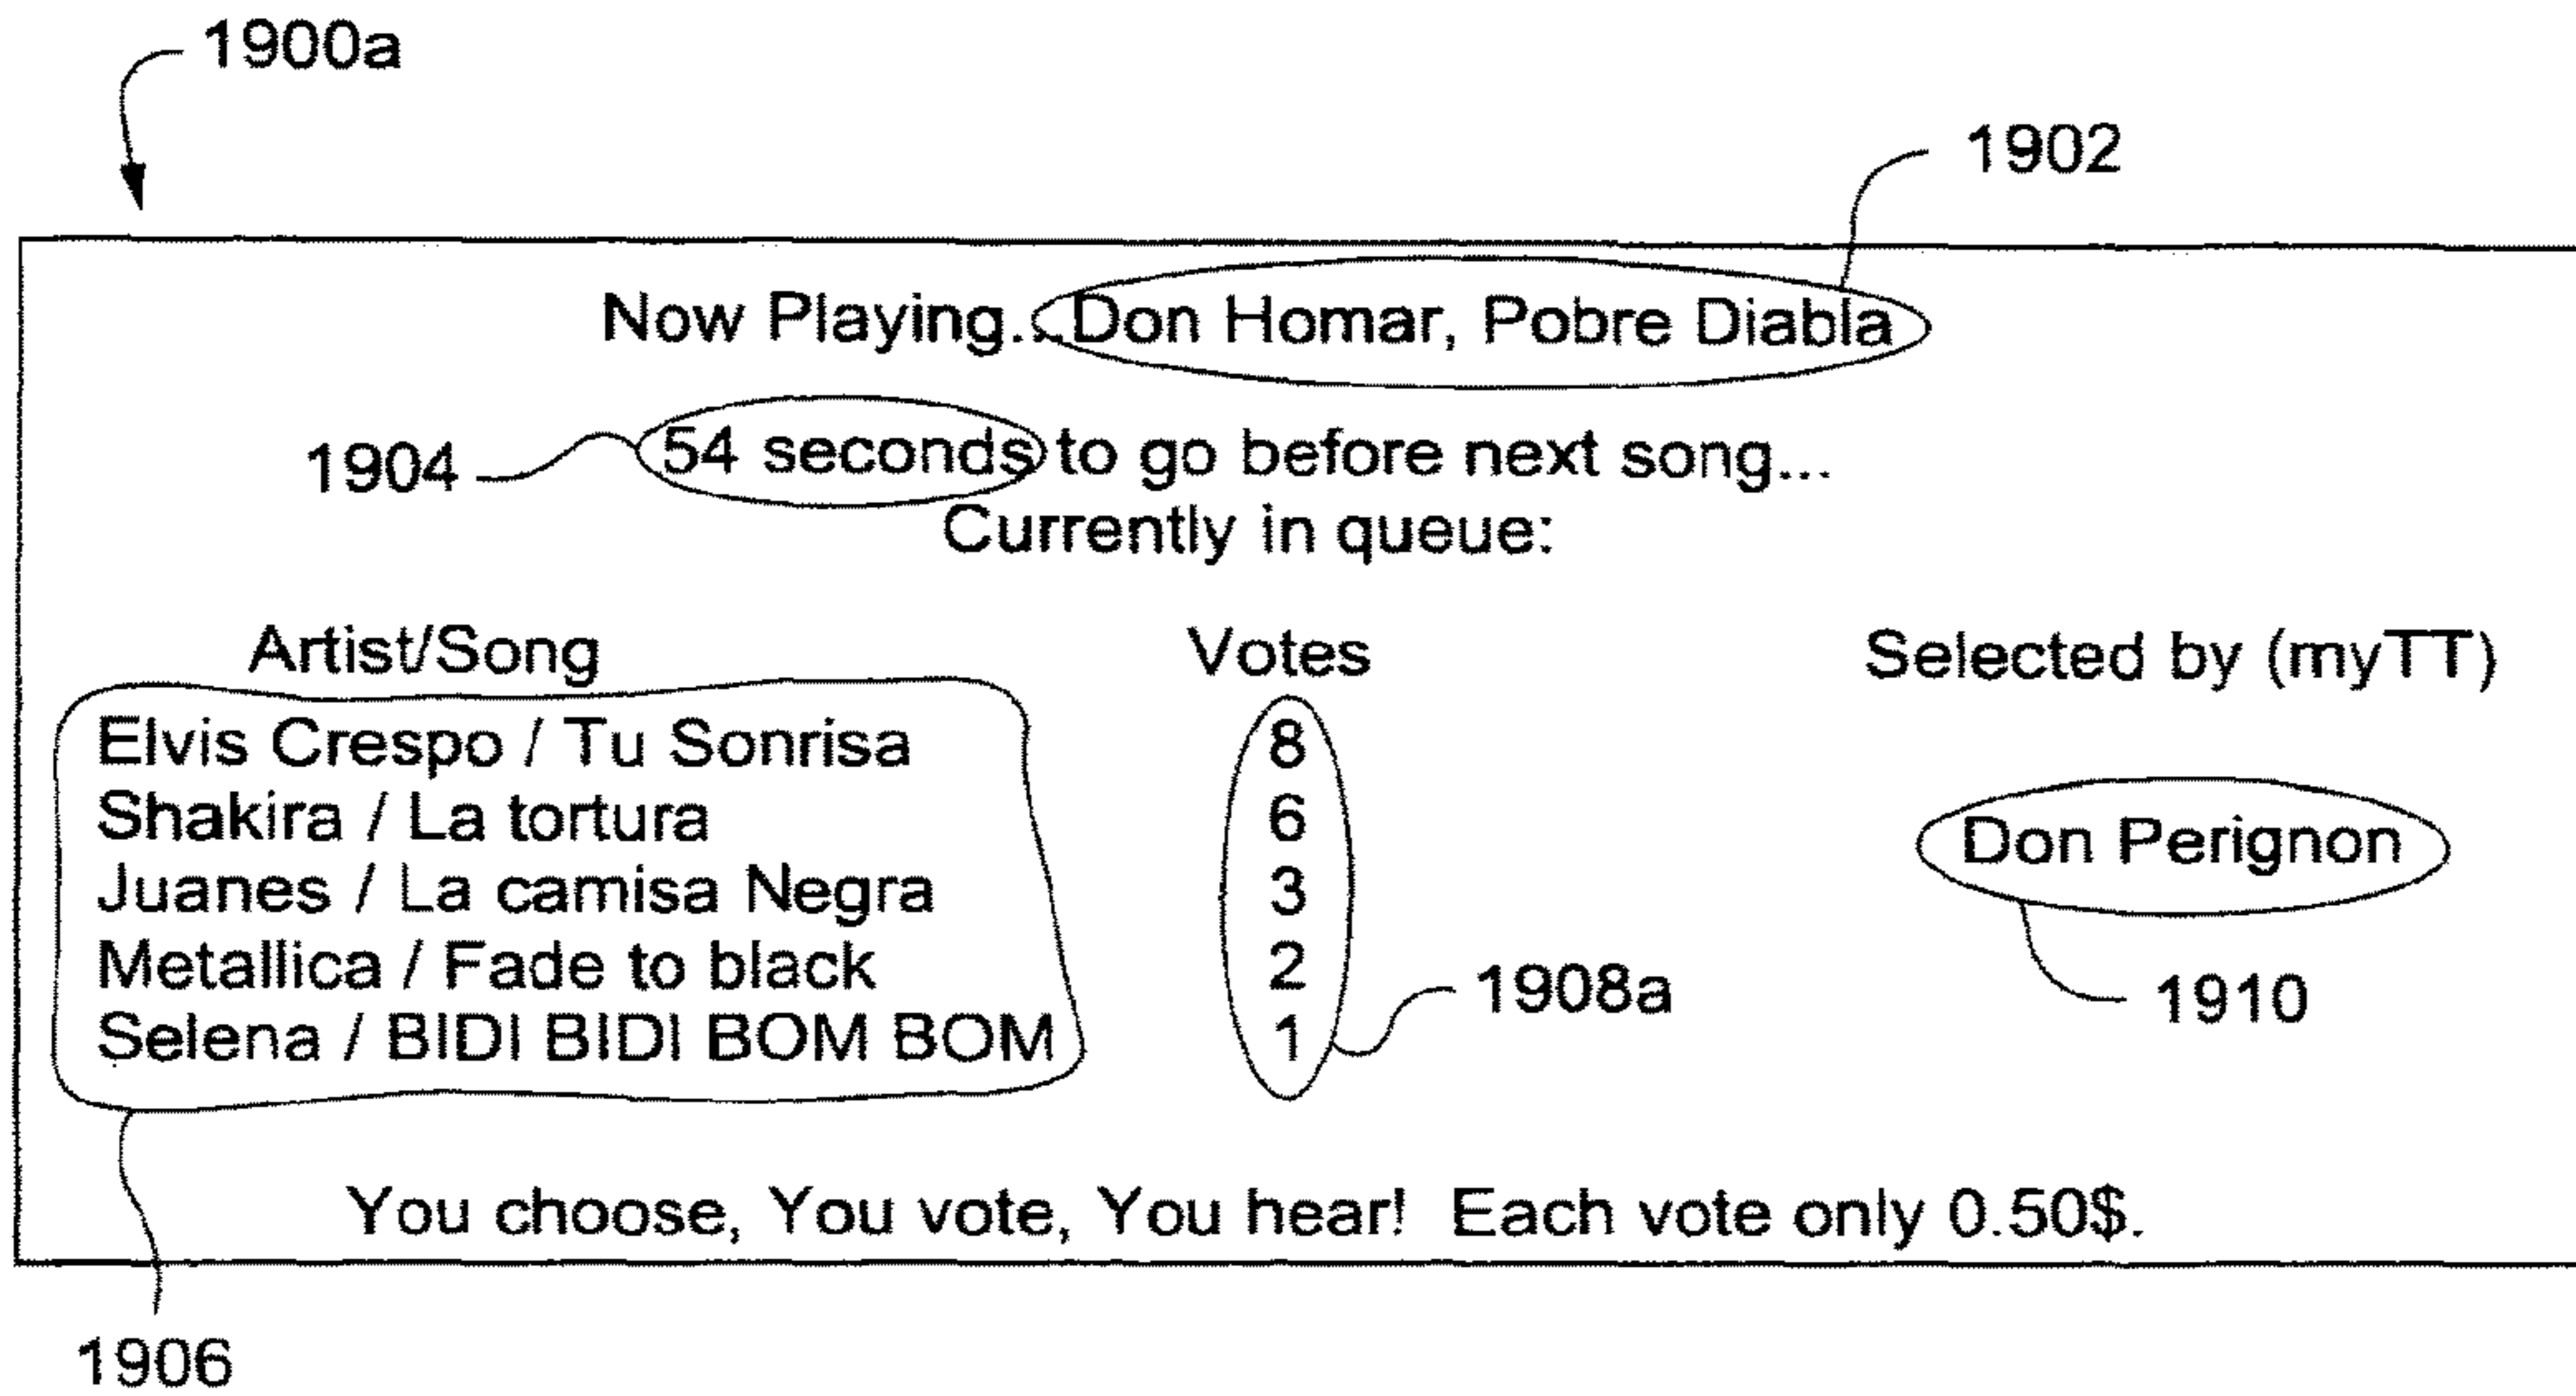 1900a
1902
Now Playing...Don Homar, Pobre Diabla
1904
54 seconds to go before next song...
Currently in queue:
Artist/Song Votes Selected by (myTT)
Elvis Crespo / Tu Sonrisa 8
Shakira / La tortura 6 Don Perignon
Juanes / La camisa Negra 3
Metallica / Fade to black 2
1908a 1910
Selena / BIDI BIDI BOM BOM 1
You choose, You vote, You hear! Each vote only 0.50$.
1906